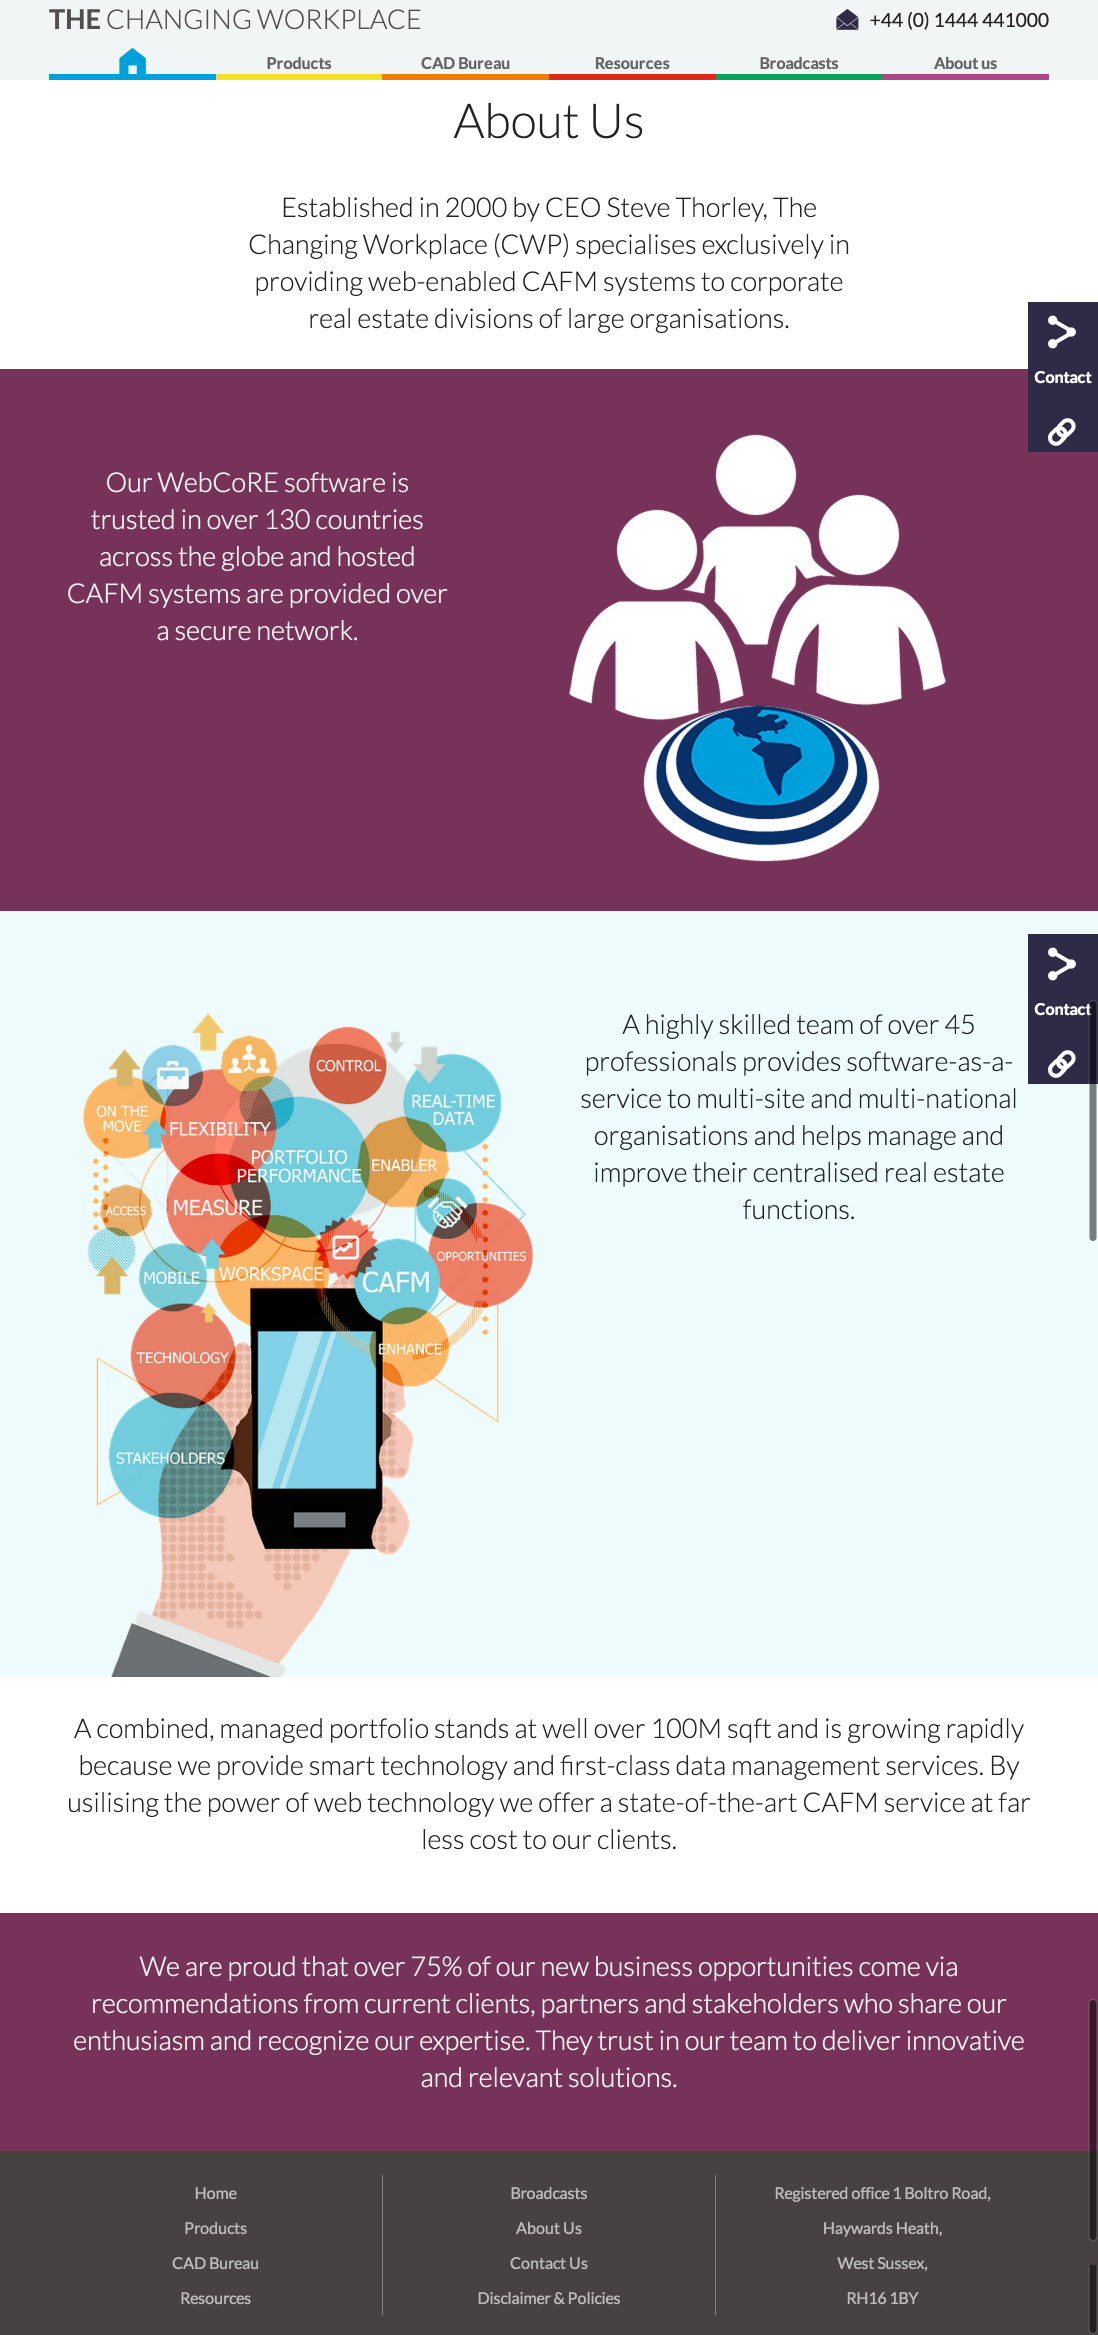 THE CHANGING WORKPLACE
+44 (0) 1444 441000
Products
CAD Bureau
Resources
Broadcasts
About us
About Us
Established in 2000 by CEO Steve Thorley, The
Changing Workplace (CWP) specialises exclusively in
providing web-enabled CAFM systems to corporate
real estate divisions of large organisations.
Contact
Our WebCoRE software is
trusted in over 130 countries
across the globe and hosted
CAFM systems are provided over
a secure network.
Contact
A highly skilled team of over 45
professionals provides software-as-a-
service to multi-site and multi-national
organisations and helps manage and
improve their centralised real estate
functions.
CONTROL
ON THE
MOVE
FLEXIBILITY
REAL-TIME
DATA
PORTFOLIO
PERFORMANCE
ENABLER
ACCESS
MEASURE
OPPORTUNITIES
MOBILE
WORKSPACE
CAFM
TECHNOLOGY
ENHANCE
STAKEHOLDERS
A combined, managed portfolio stands at well over 100M sqft and is growing rapidly
because we provide smart technology and first-class data management services. By
usilising the power of web technology we offer a state-of-the-art CAFM service at far
less cost to our clients.
We are proud that over 75% of our new business opportunities come via
recommendations from current clients, partners and stakeholders who share our
enthusiasm and recognize our expertise. They trust in our team to deliver innovative
and relevant solutions.
Home
Products
CAD Bureau
Resources
Broadcasts
About Us
Contact Us
Disclaimer & Policies
Registered office 1 Boltro Road,
Haywards Heath,
West Sussex,
RH16 1BY